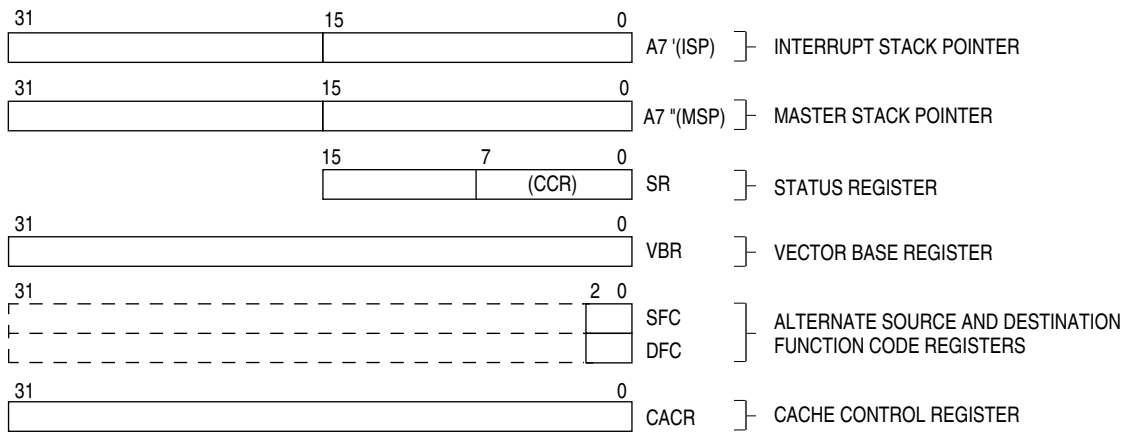 31 15 0
A7 '(ISP) INTERRUPT STACK POINTER
31 15 0
A7 "(MSP) MASTER STACK POINTER
15 7 0
(CCR) SR STATUS REGISTER
31 0
VBR VECTOR BASE REGISTER
31 2 0
SFC
ALTERNATE SOURCE AND DESTINATION
DFC FUNCTION CODE REGISTERS
31 0
CACR CACHE CONTROL REGISTER